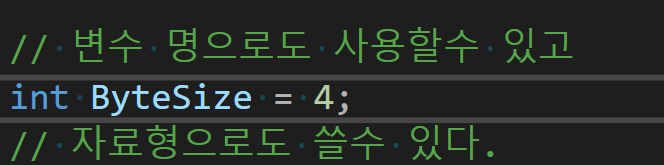 // 변수 명으로도 사용할수 있고
int ByteSize = 4;
// 자료형으로도 쓸수 있다.